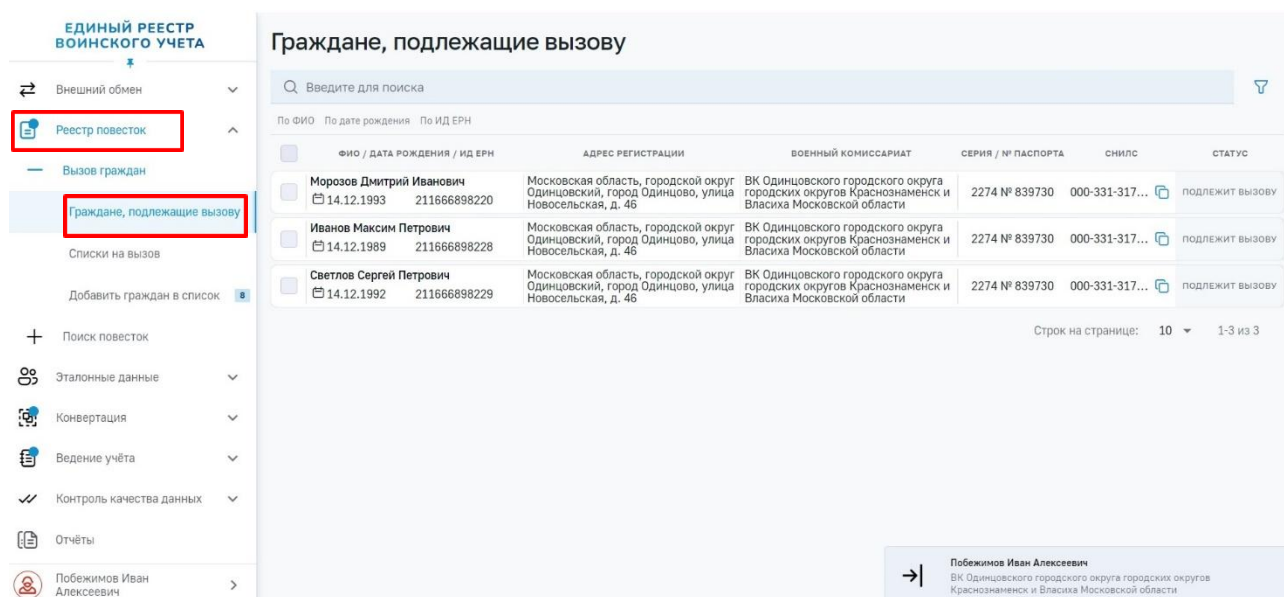 ЕДИНЫЙ РЕЕСТР
ВОИНСКОГО УЧЕТА
Внешний обмен
Реестр повесток
Вызов граждан
Граждане, подлежащие вызову
Списки на вызов
Добавить граждан в список 8
Поиск повесток
Эталонные данные
Конвертация
Ведение учёта
Контроль качества данных
Отчёты
Побежимов Иван
Алексеевич
Граждане, подлежащие вызову
Введите для поиска
По ФИО По дате рождения По ИД ЕРН
ФИО / ДАТА РОЖДЕНИЯ / ИД ЕРН АДРЕС РЕГИСТРАЦИИ ВОЕННЫЙ КОМИССАРИАТ СЕРИЯ / № ПАСПОРТА СНИЛС СТАТУС
Морозов Дмитрий Иванович
14.12.1993 211666898220
Московская область, городской округ
Одинцовский, город Одинцово, улица
Новосельская, д. 46
ВК Одинцовского городского округа
городских округов Краснознаменск и
Власиха Московской области
2274 № 839730 000-331-317... ПОДЛЕЖИТ ВЫЗОВУ
Иванов Максим Петрович
14.12.1989 211666898228
Московская область, городской округ
Одинцовский, город Одинцово, улица
Новосельская, д. 46
ВК Одинцовского городского округа
городских округов Краснознаменск и
Власиха Московской области
2274 № 839730 000-331-317... ПОДЛЕЖИТ ВЫЗОВУ
Светлов Сергей Петрович
14.12.1992 211666898229
Московская область, городской округ
Одинцовский, город Одинцово, улица
Новосельская, д. 46
ВК Одинцовского городского округа
городских округов Краснознаменск и
Власиха Московской области
2274 № 839730 000-331-317... ПОДЛЕЖИТ ВЫЗОВУ
Строк на странице: 10 1-3 из 3
Побежимов Иван Алексеевич
ВК Одинцовского городского округа городских округов
Краснознаменск и Власиха Московской области